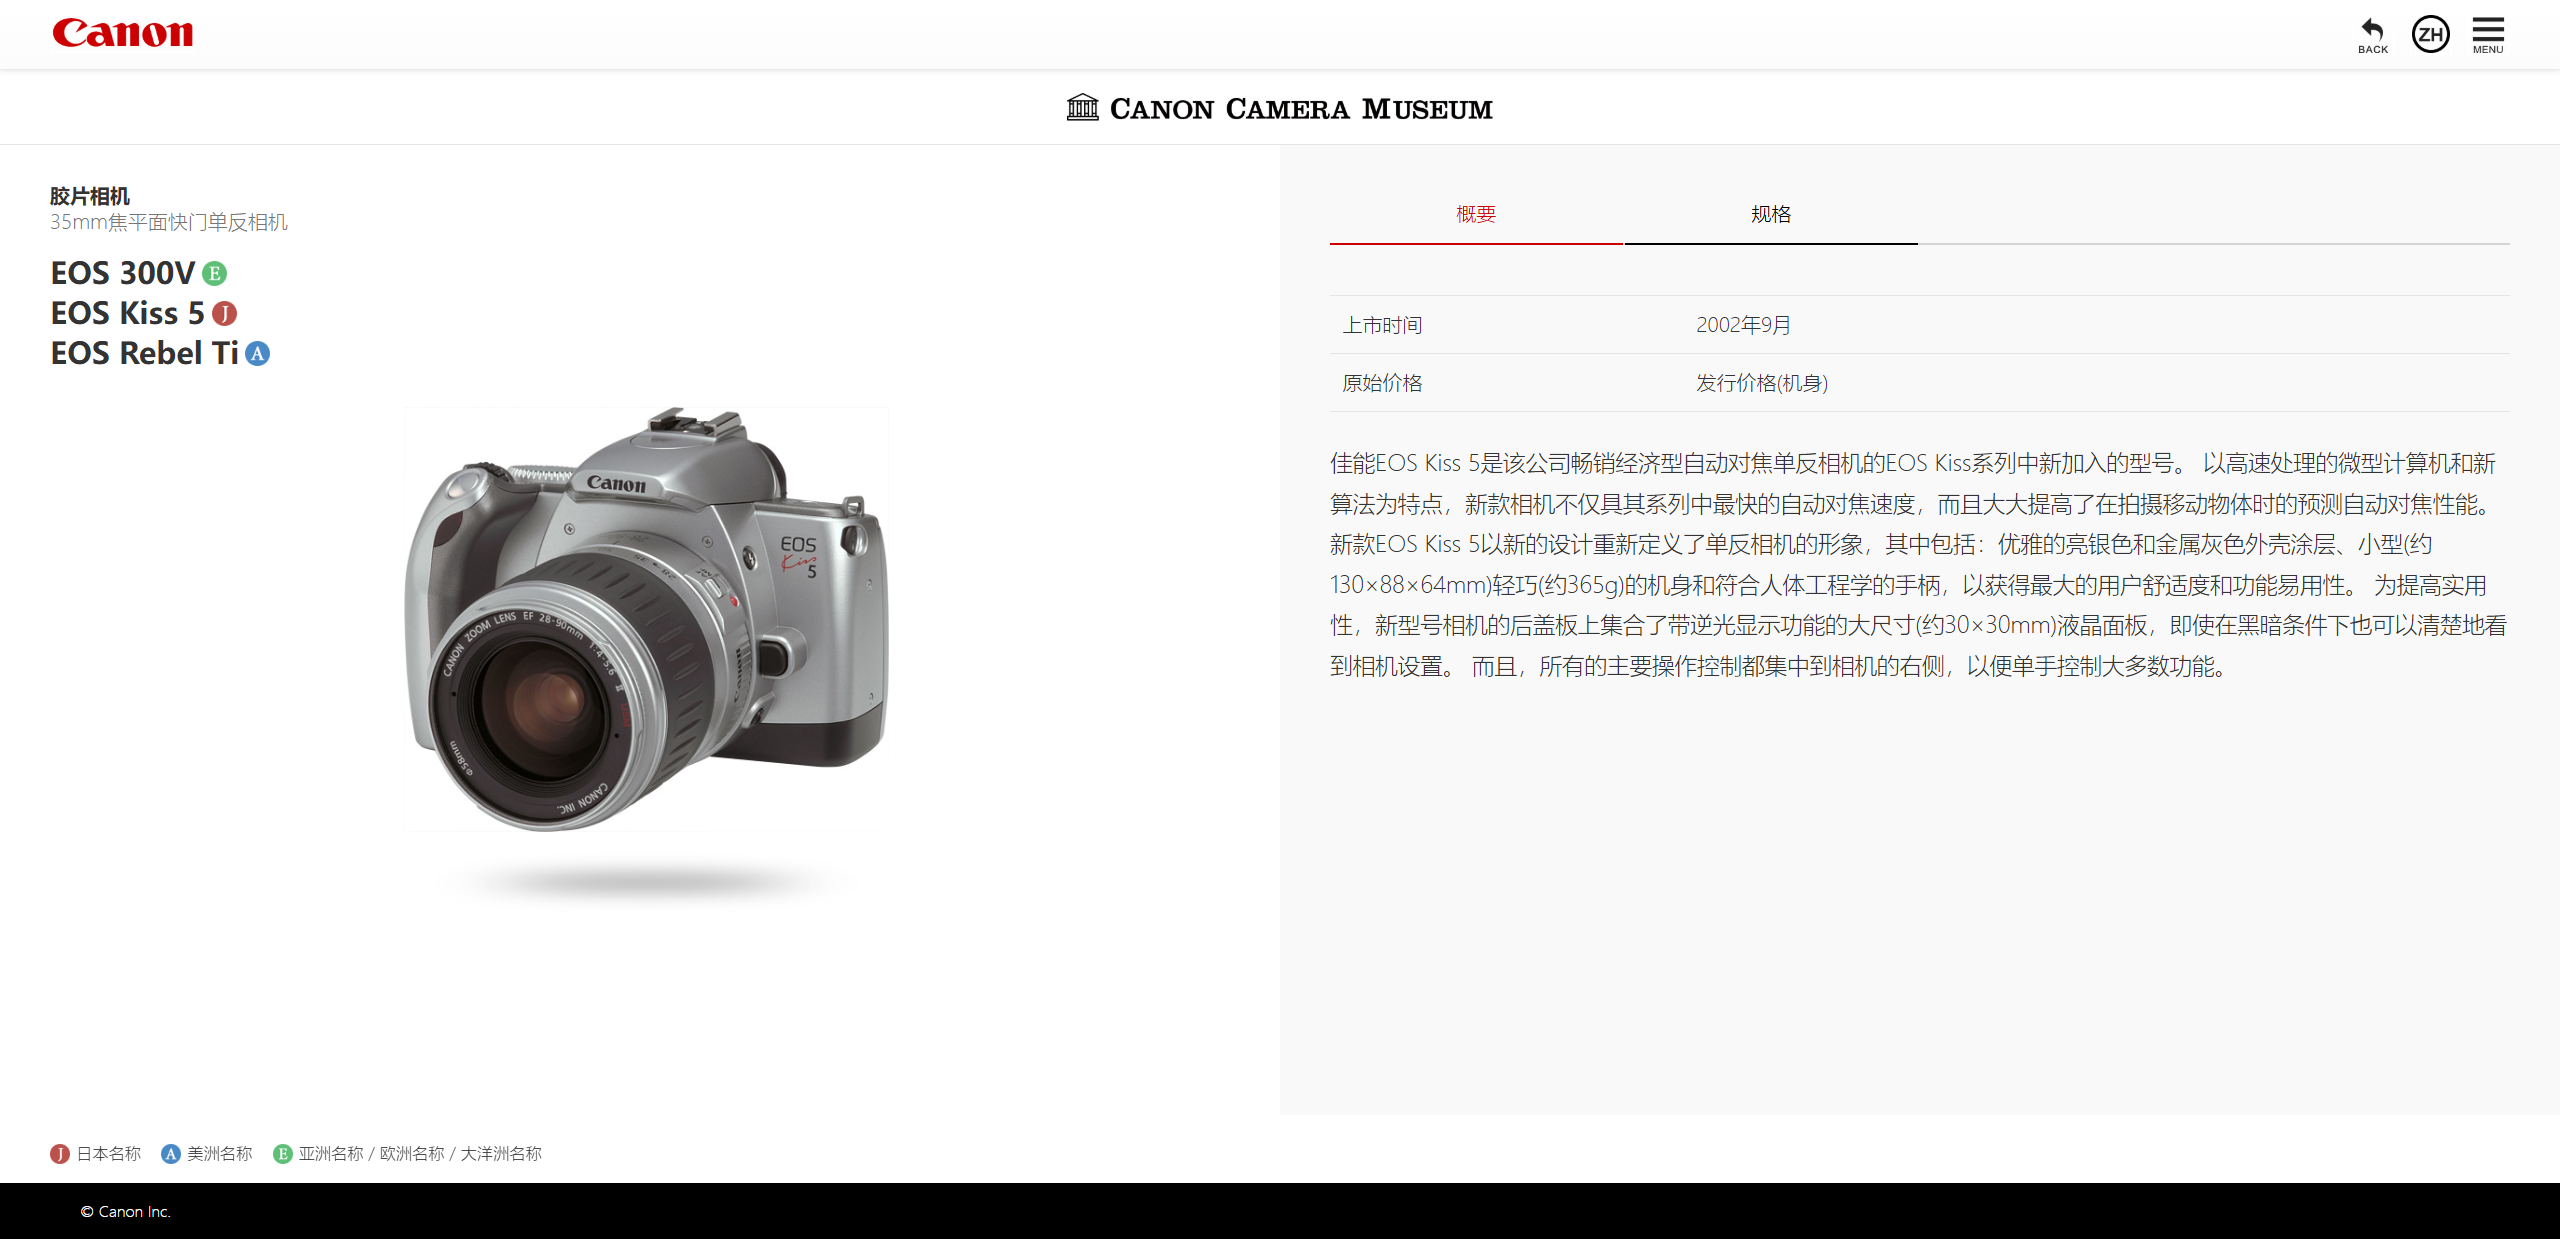 Canon
BACK
ZH
MENU
CANON CAMERA MUSEUM
胶片相机
35mm焦平面快门单反相机
EOS 300V E
EOS Kiss 5 J
EOS Rebel Ti A
Canon
EOS
Kiss
5
CANON ZOOM LENS EF 28-90mm 1:4-5.6 II USM
Canon
ø58mm
CANON INC.
概要
规格
上市时间 2002年9月
原始价格 发行价格(机身)
佳能EOS Kiss 5是该公司畅销经济型自动对焦单反相机的EOS Kiss系列中新加入的型号。 以高速处理的微型计算机和新
算法为特点，新款相机不仅具其系列中最快的自动对焦速度，而且大大提高了在拍摄移动物体时的预测自动对焦性能。
新款EOS Kiss 5以新的设计重新定义了单反相机的形象，其中包括：优雅的亮银色和金属灰色外壳涂层、小型(约
130×88×64mm)轻巧(约365g)的机身和符合人体工程学的手柄，以获得最大的用户舒适度和功能易用性。 为提高实用
性，新型号相机的后盖板上集合了带逆光显示功能的大尺寸(约30×30mm)液晶面板，即使在黑暗条件下也可以清楚地看
到相机设置。 而且，所有的主要操作控制都集中到相机的右侧，以便单手控制大多数功能。
J 日本名称 A 美洲名称 E 亚洲名称 / 欧洲名称 / 大洋洲名称
© Canon Inc.